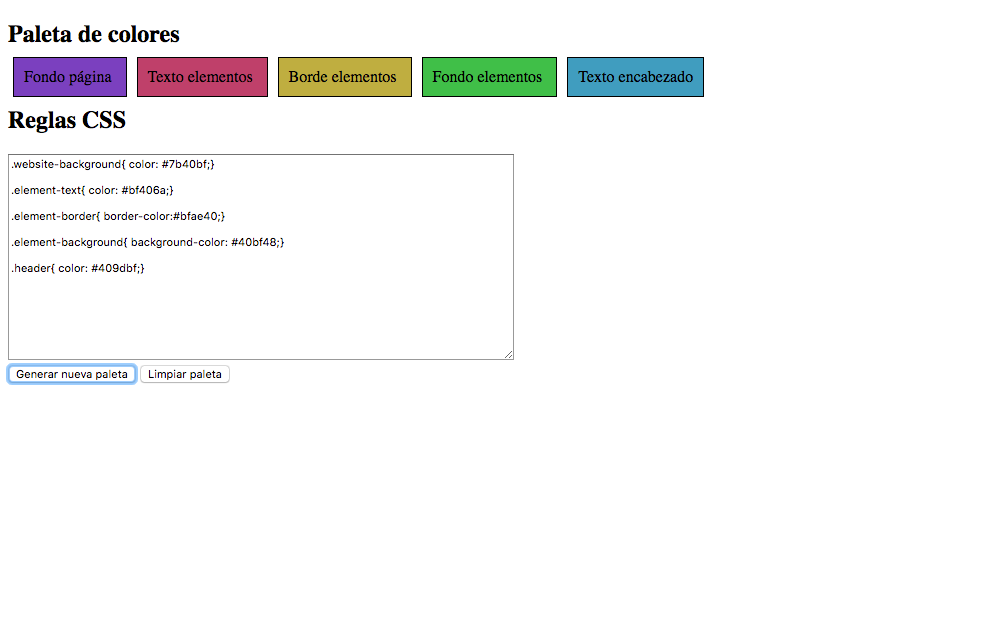 Paleta de colores
Fondo página Texto elementos Borde elementos Fondo elementos Texto encabezado
Reglas CSS
.website-background{ color: #7b40bf;}
.element-text{ color: #bf406a;}
.element-border{ border-color:#bfae40;}
.element-background{ background-color: #40bf48;}
.header{ color: #409dbf;}
Generar nueva paleta Limpiar paleta